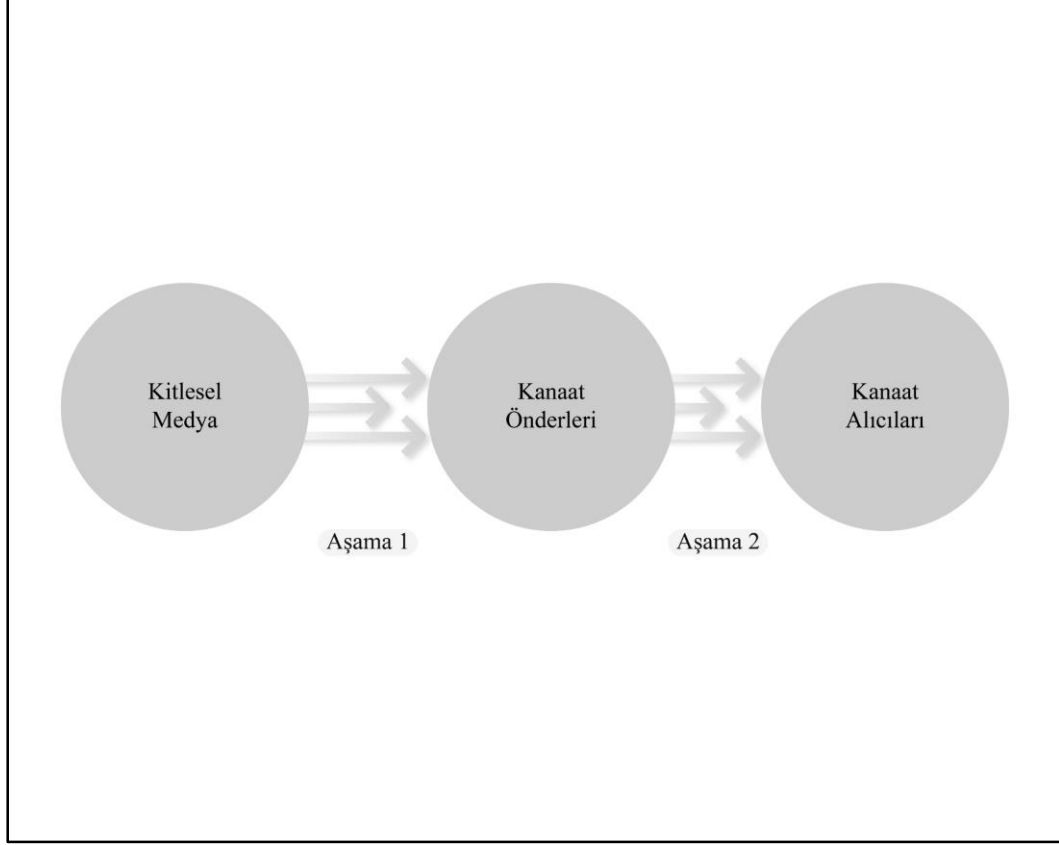 Kitlesel
Medya
Kanaat
Önderleri
Kanaat
Alıcıları
Aşama 1
Aşama 2